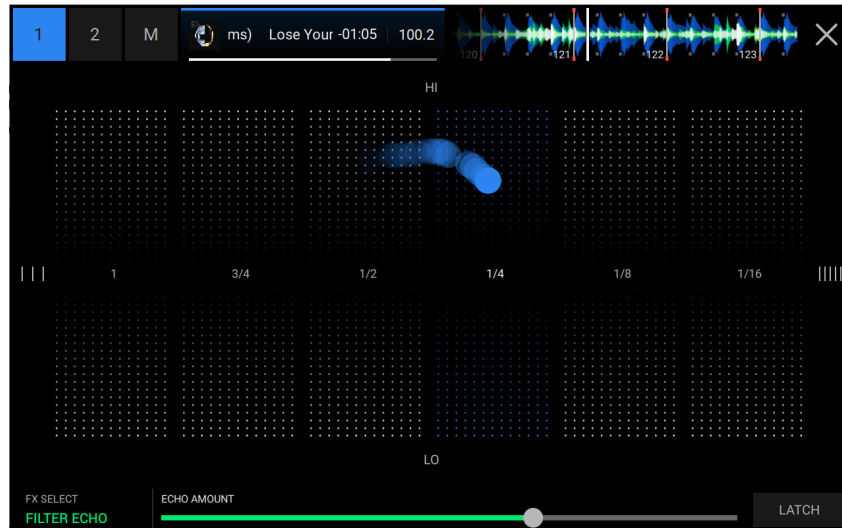 1 2 M ms) Lose Your -01:05 100.2 120 121 122 123
HI
1 3/4 1/2 1/4 1/8 1/16
LO
FX SELECT ECHO AMOUNT
FILTER ECHO LATCH